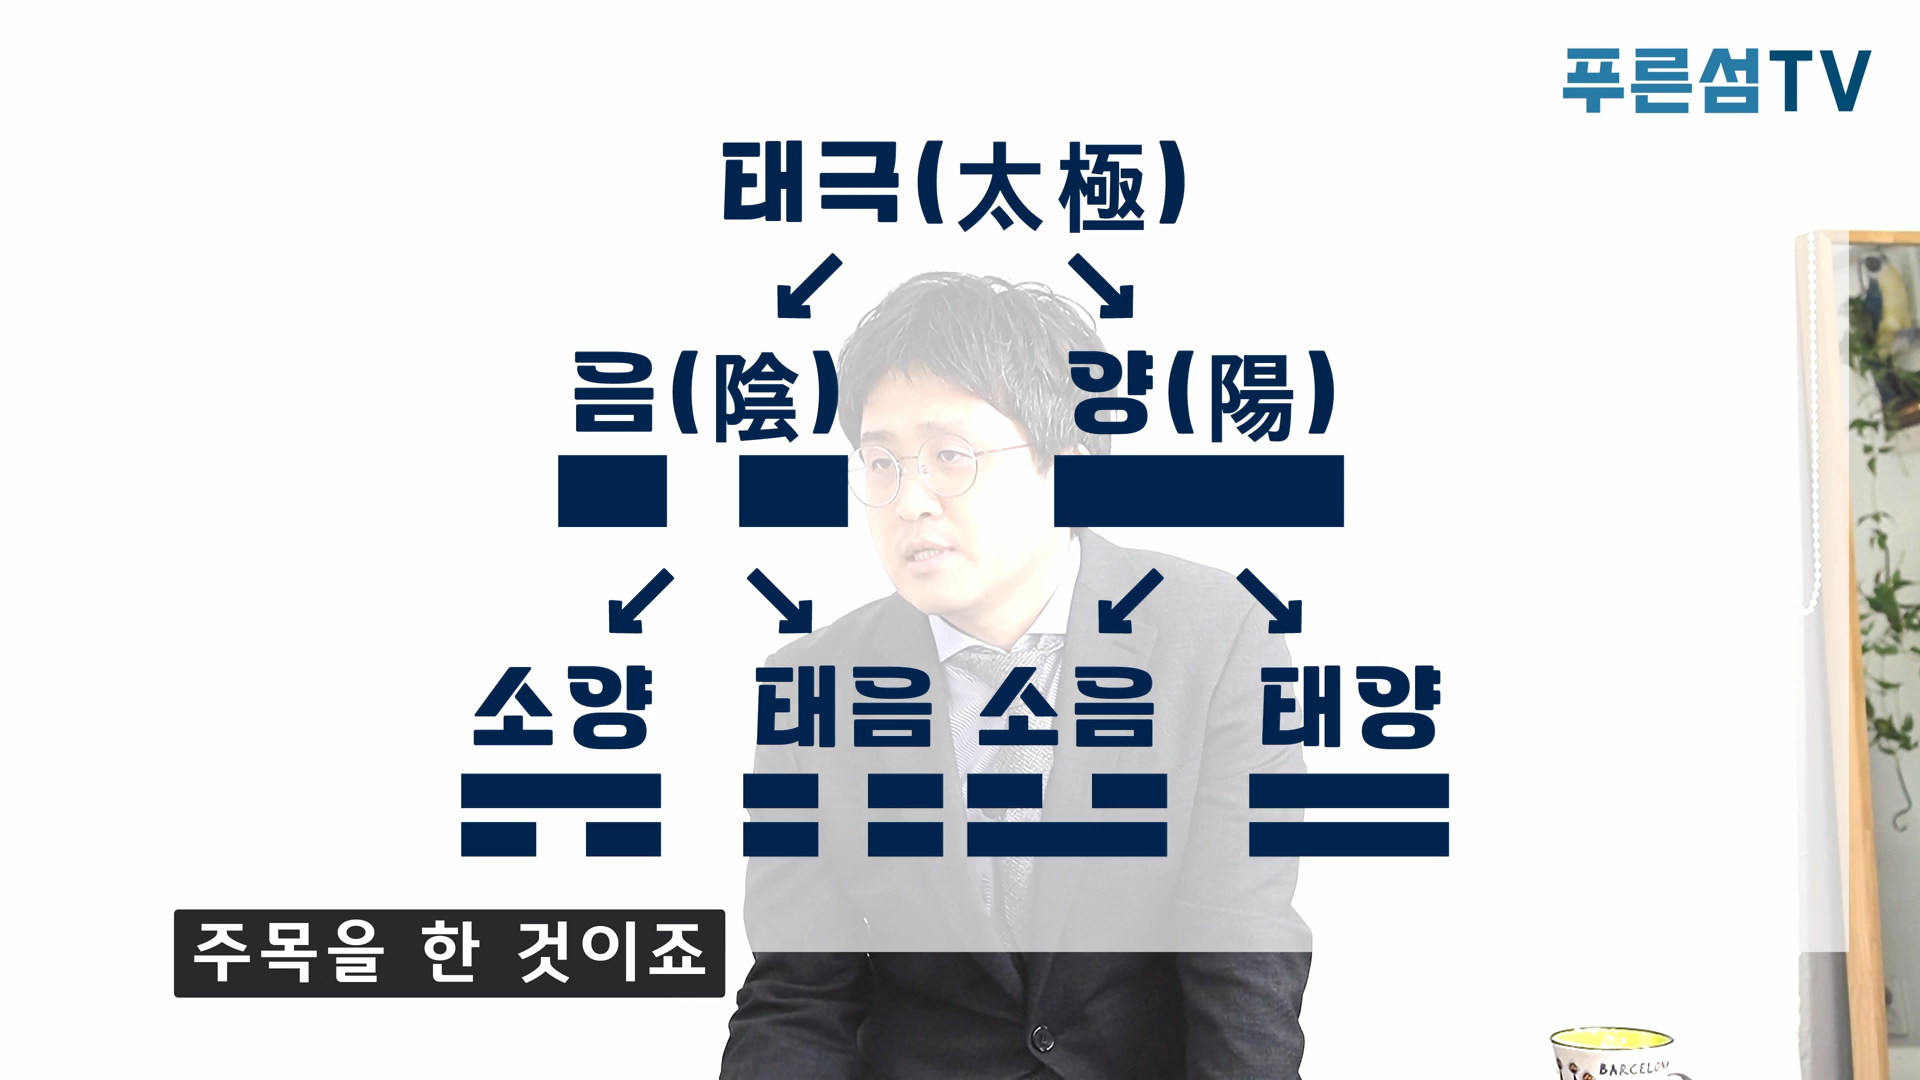 푸른섬TV
태극(太極)
음(陰) 양(陽)
소양 태음 소음 태양
주목을 한 것이죠
BARCELONA